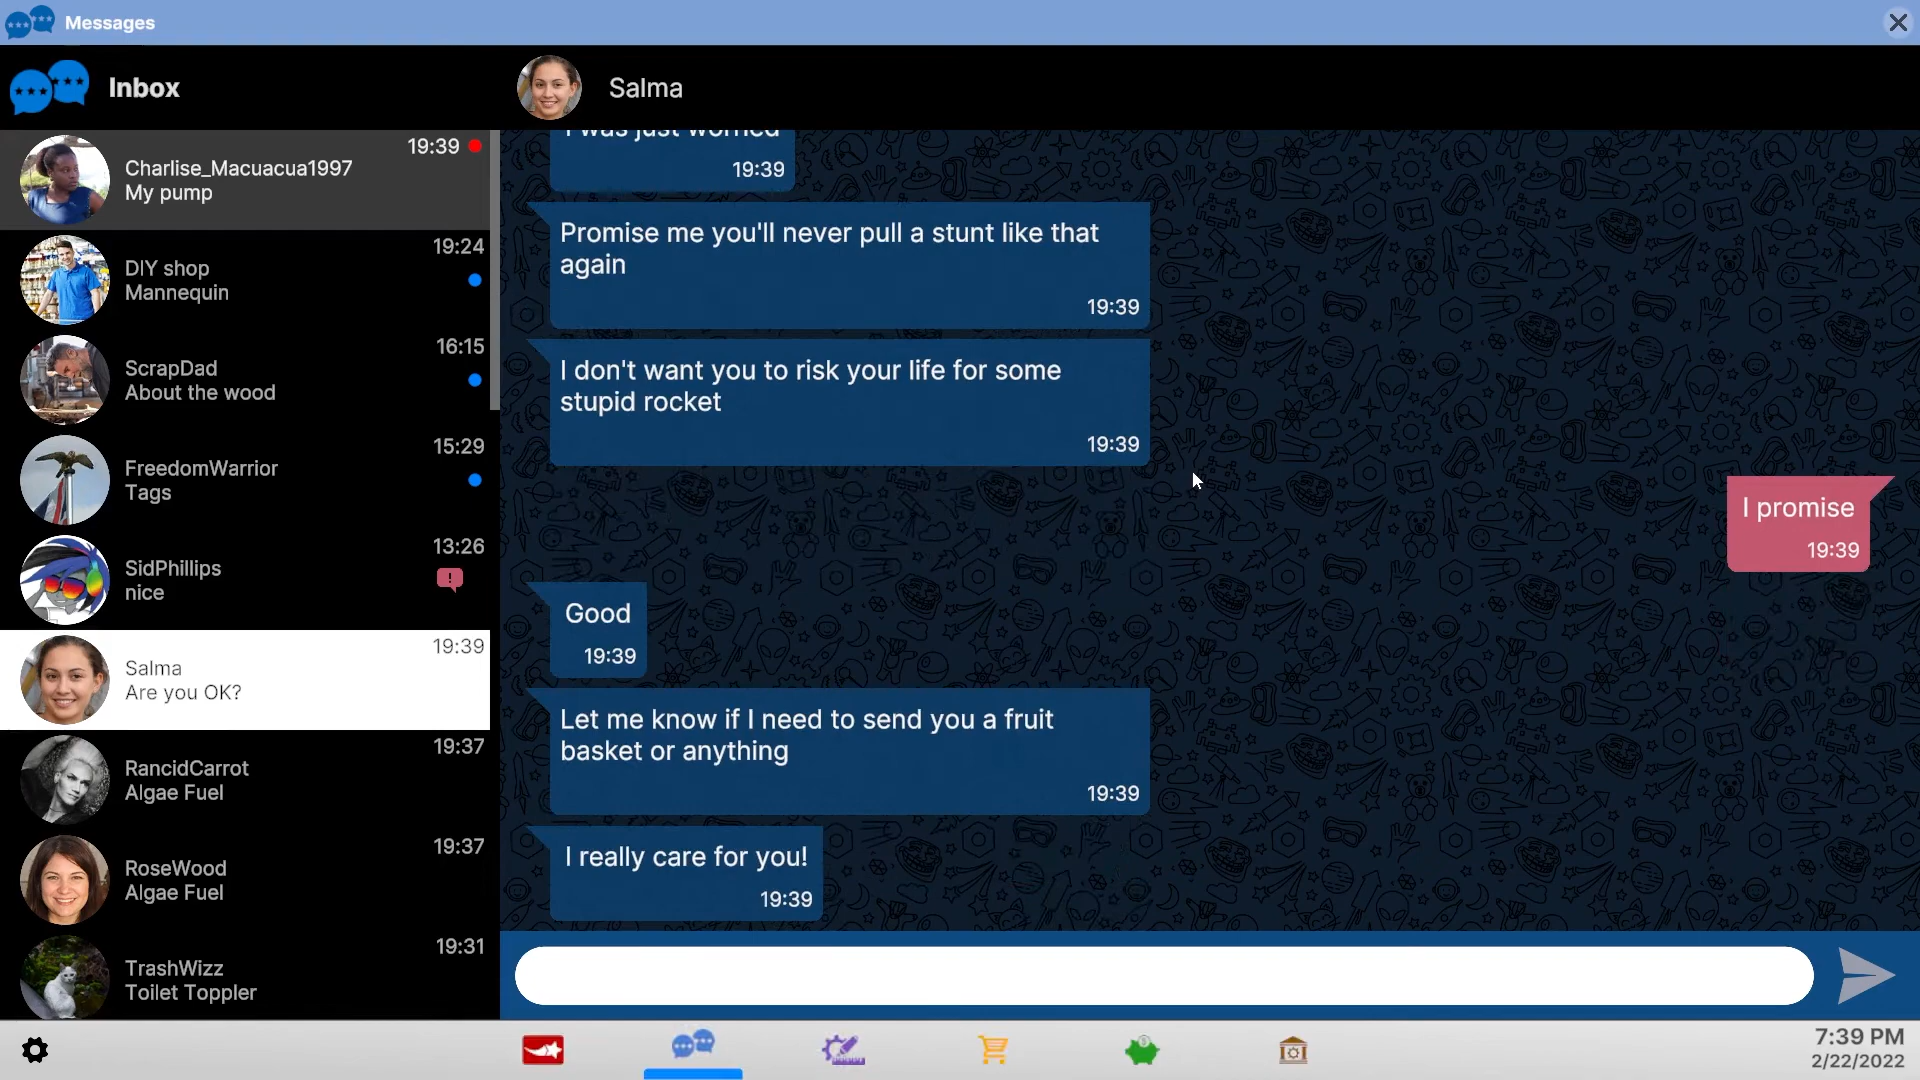 Messages
Inbox
Salma
Charlise_Macuacua1997
My pump
19:39
DIY shop
Mannequin
19:24
ScrapDad
About the wood
16:15
FreedomWarrior
Tags
15:29
SidPhillips
nice
13:26
!
Salma
Are you OK?
19:39
RancidCarrot
Algae Fuel
19:37
RoseWood
Algae Fuel
19:37
TrashWizz
Toilet Toppler
19:31
I was just worried
19:39
Promise me you'll never pull a stunt like that
again
19:39
I don't want you to risk your life for some
stupid rocket
19:39
I promise
19:39
Good
19:39
Let me know if I need to send you a fruit
basket or anything
19:39
I really care for you!
19:39
7:39 PM
2/22/2022